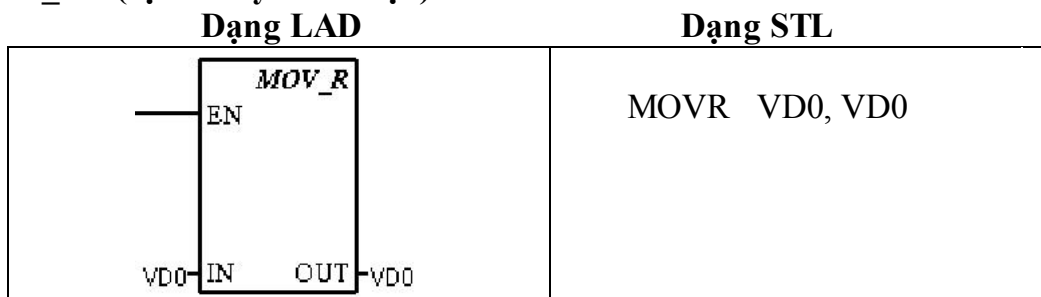 Dạng LAD Dạng STL
MOV_R
EN
MOVR VD0, VD0
VD0 IN OUT VD0